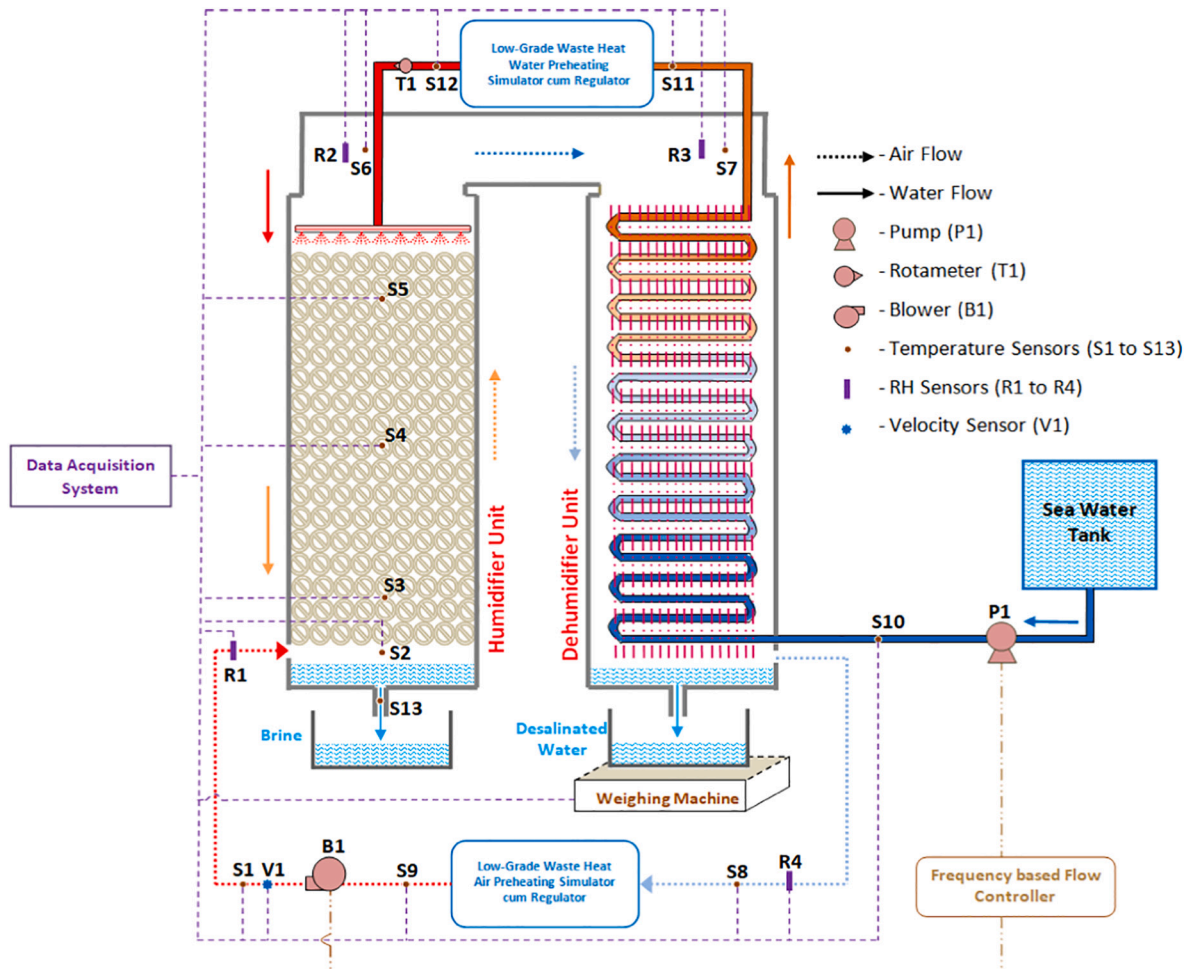 Low-Grade Waste Heat
Water Preheating
Simulator cum Regulator
T1
S12
S11
R2
S6
R3
S7
- Air Flow
- Water Flow
- Pump (P1)
- Rotameter (T1)
- Blower (B1)
- Temperature Sensors (S1 to S13)
- RH Sensors (R1 to R4)
- Velocity Sensor (V1)
S5
S4
Data Acquisition
System
Humidifier Unit
Dehumidifier Unit
Sea Water
Tank
S3
S10
P1
S2
R1
S13
Brine
Desalinated
Water
Weighing Machine
B1
S1
V1
S9
Low-Grade Waste Heat
Air Preheating Simulator
cum Regulator
S8
R4
Frequency based Flow
Controller